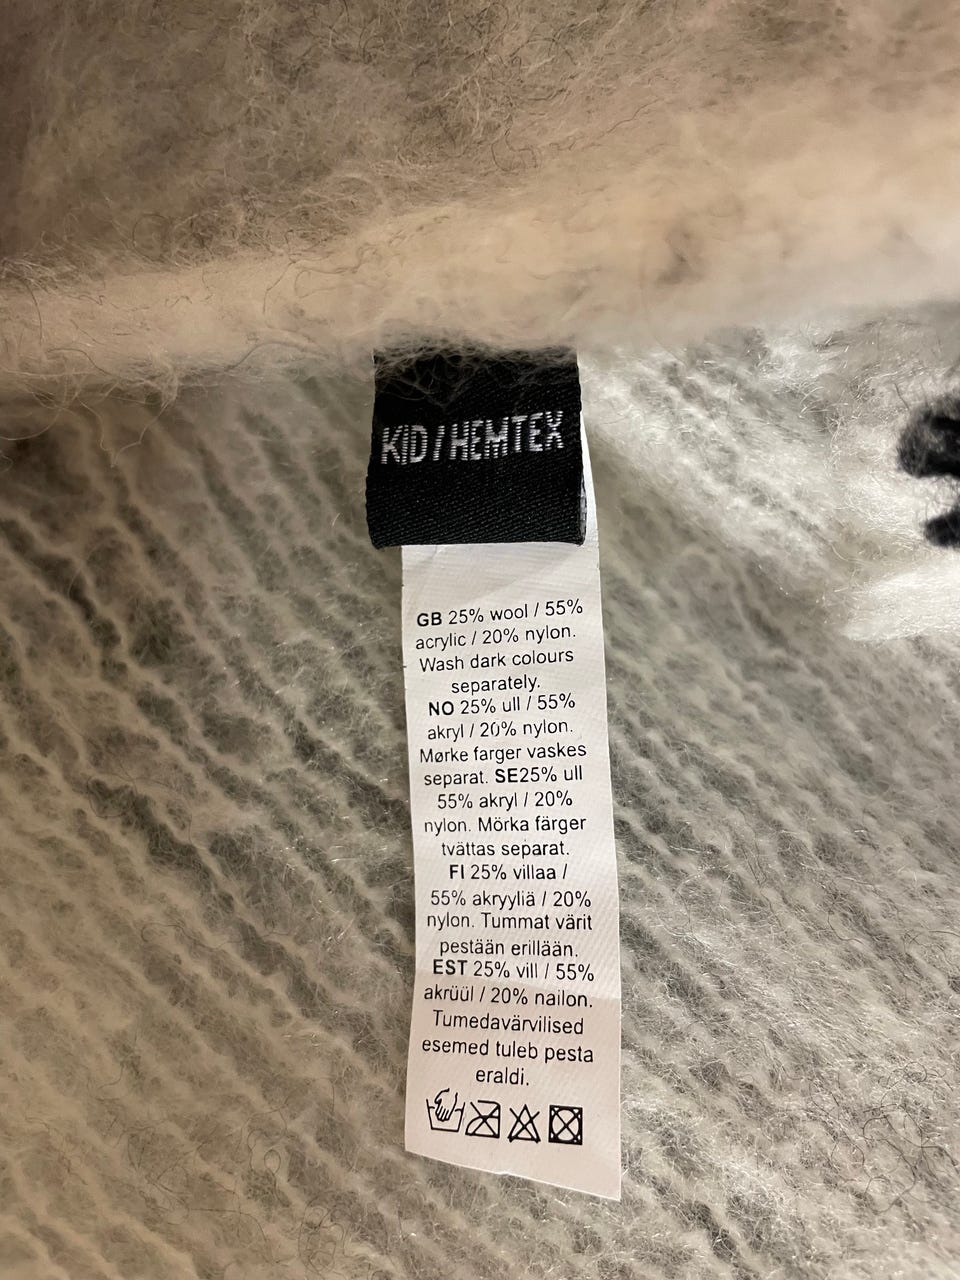 KID/HEMTEX
GB 25% wool / 55%
acrylic / 20% nylon.
Wash dark colours
separately.
NO 25% ull / 55%
akryl / 20% nylon.
Mørke farger vaskes
separat. SE25% ull
55% akryl / 20%
nylon. Mörka färger
tvättas separat.
FI 25% villaa /
55% akryyliä / 20%
nylon. Tummat värit
pestään erillään.
EST 25% vill / 55%
akrüül / 20% nailon.
Tumedavärvilised
esemed tuleb pesta
eraldi.